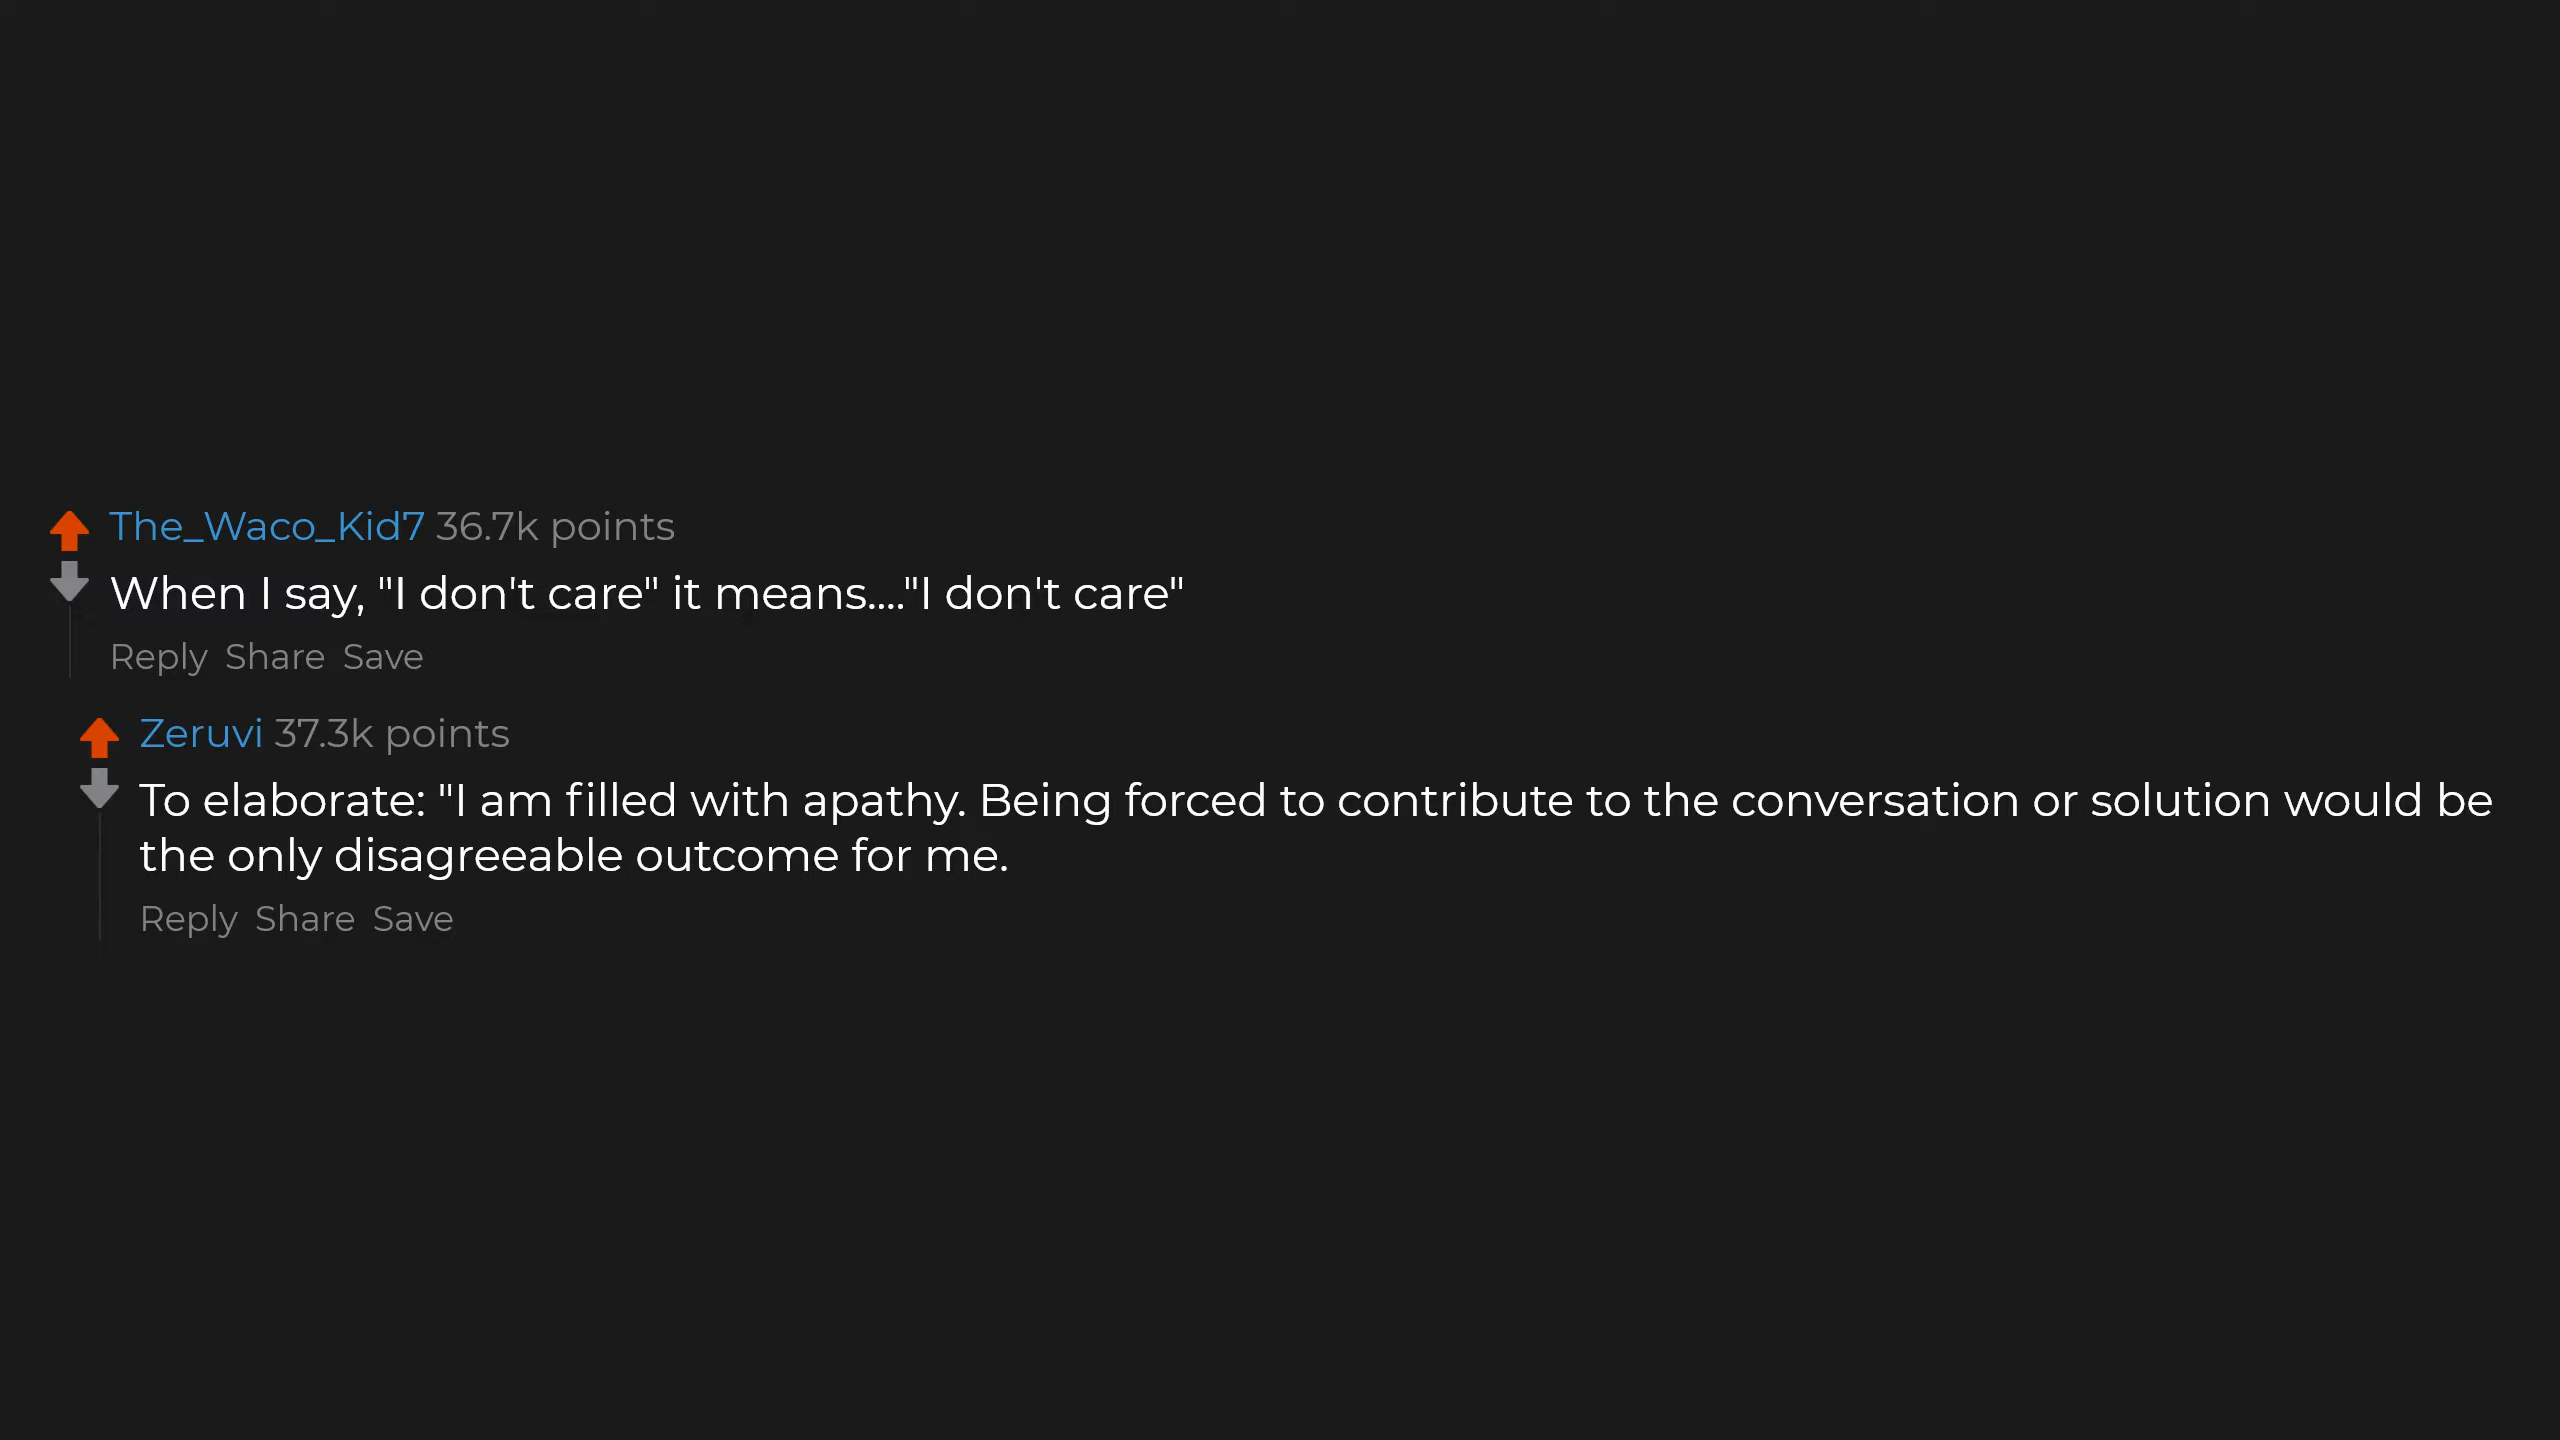 The_Waco_Kid7 36.7k points
When I say, "I don't care" it means...."I don't care"
Reply Share Save
Zeruvi 37.3k points
To elaborate: "I am filled with apathy. Being forced to contribute to the conversation or solution would be
the only disagreeable outcome for me.
Reply Share Save